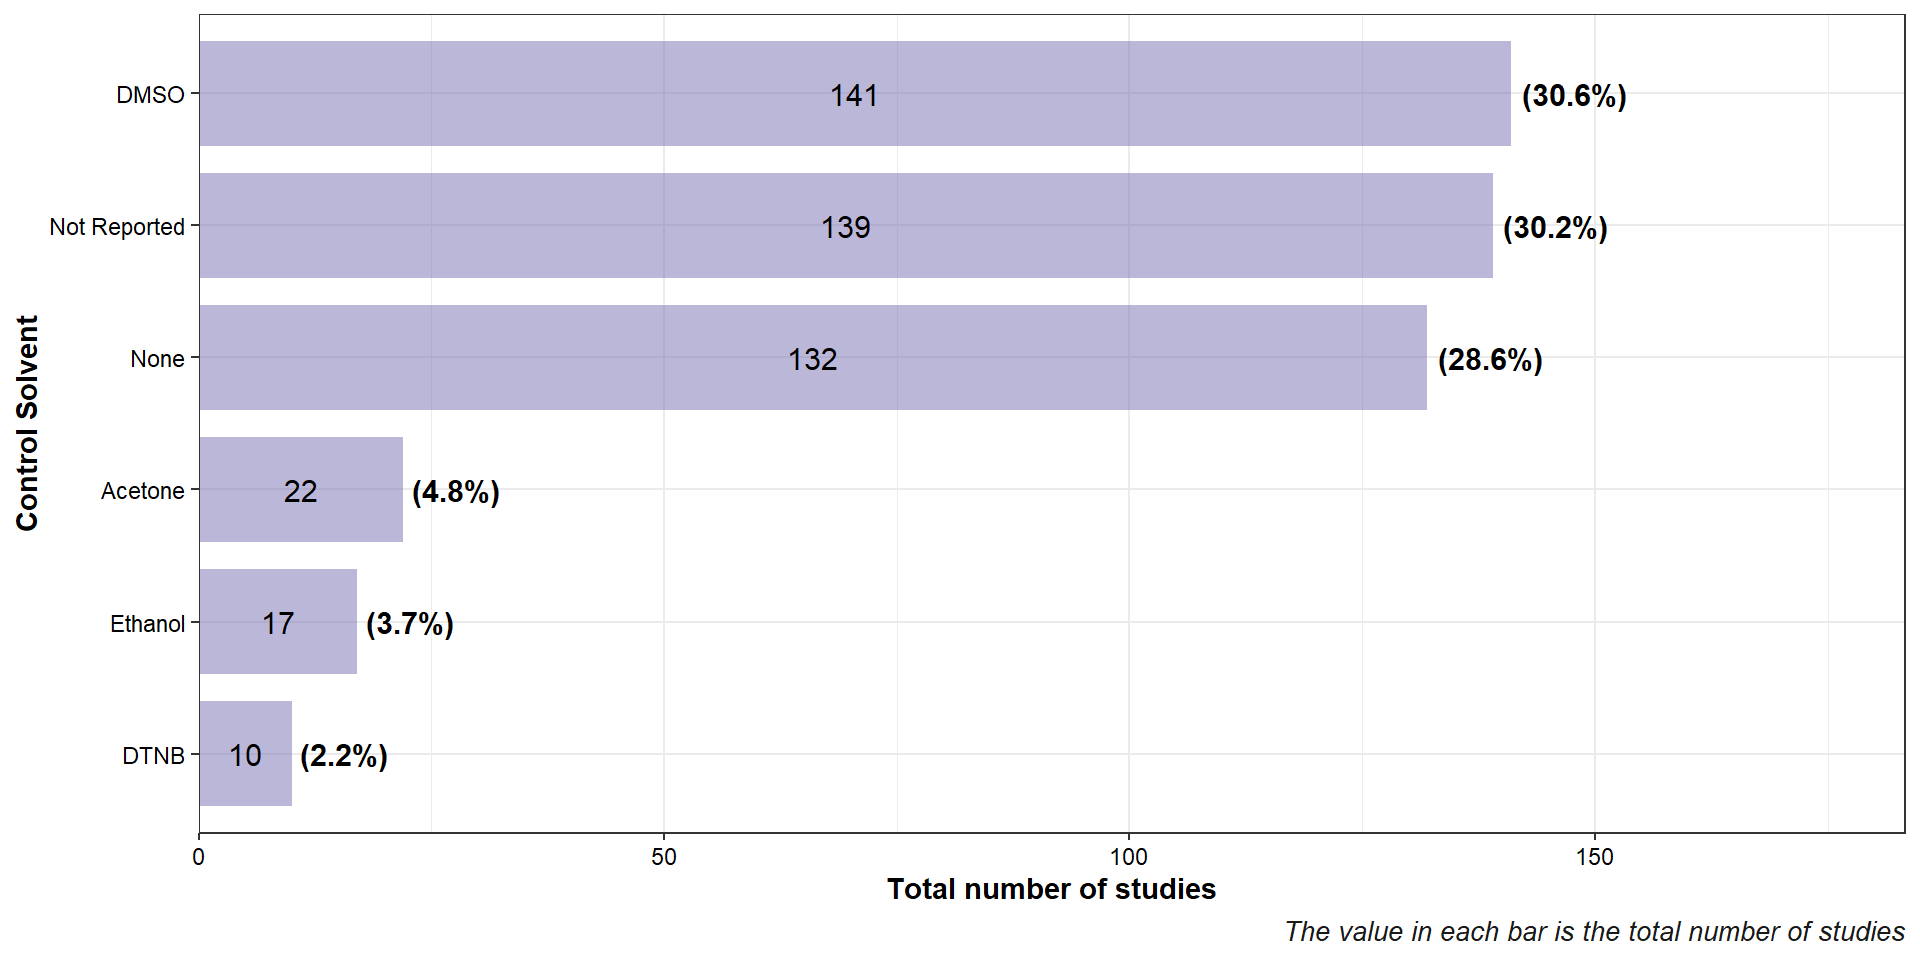 DMSO 141 (30.6%)
Not Reported 139 (30.2%)
None 132 (28.6%)
Acetone 22 (4.8%)
Ethanol 17 (3.7%)
DTNB 10 (2.2%)
Control Solvent
0 50 100 150
Total number of studies
The value in each bar is the total number of studies